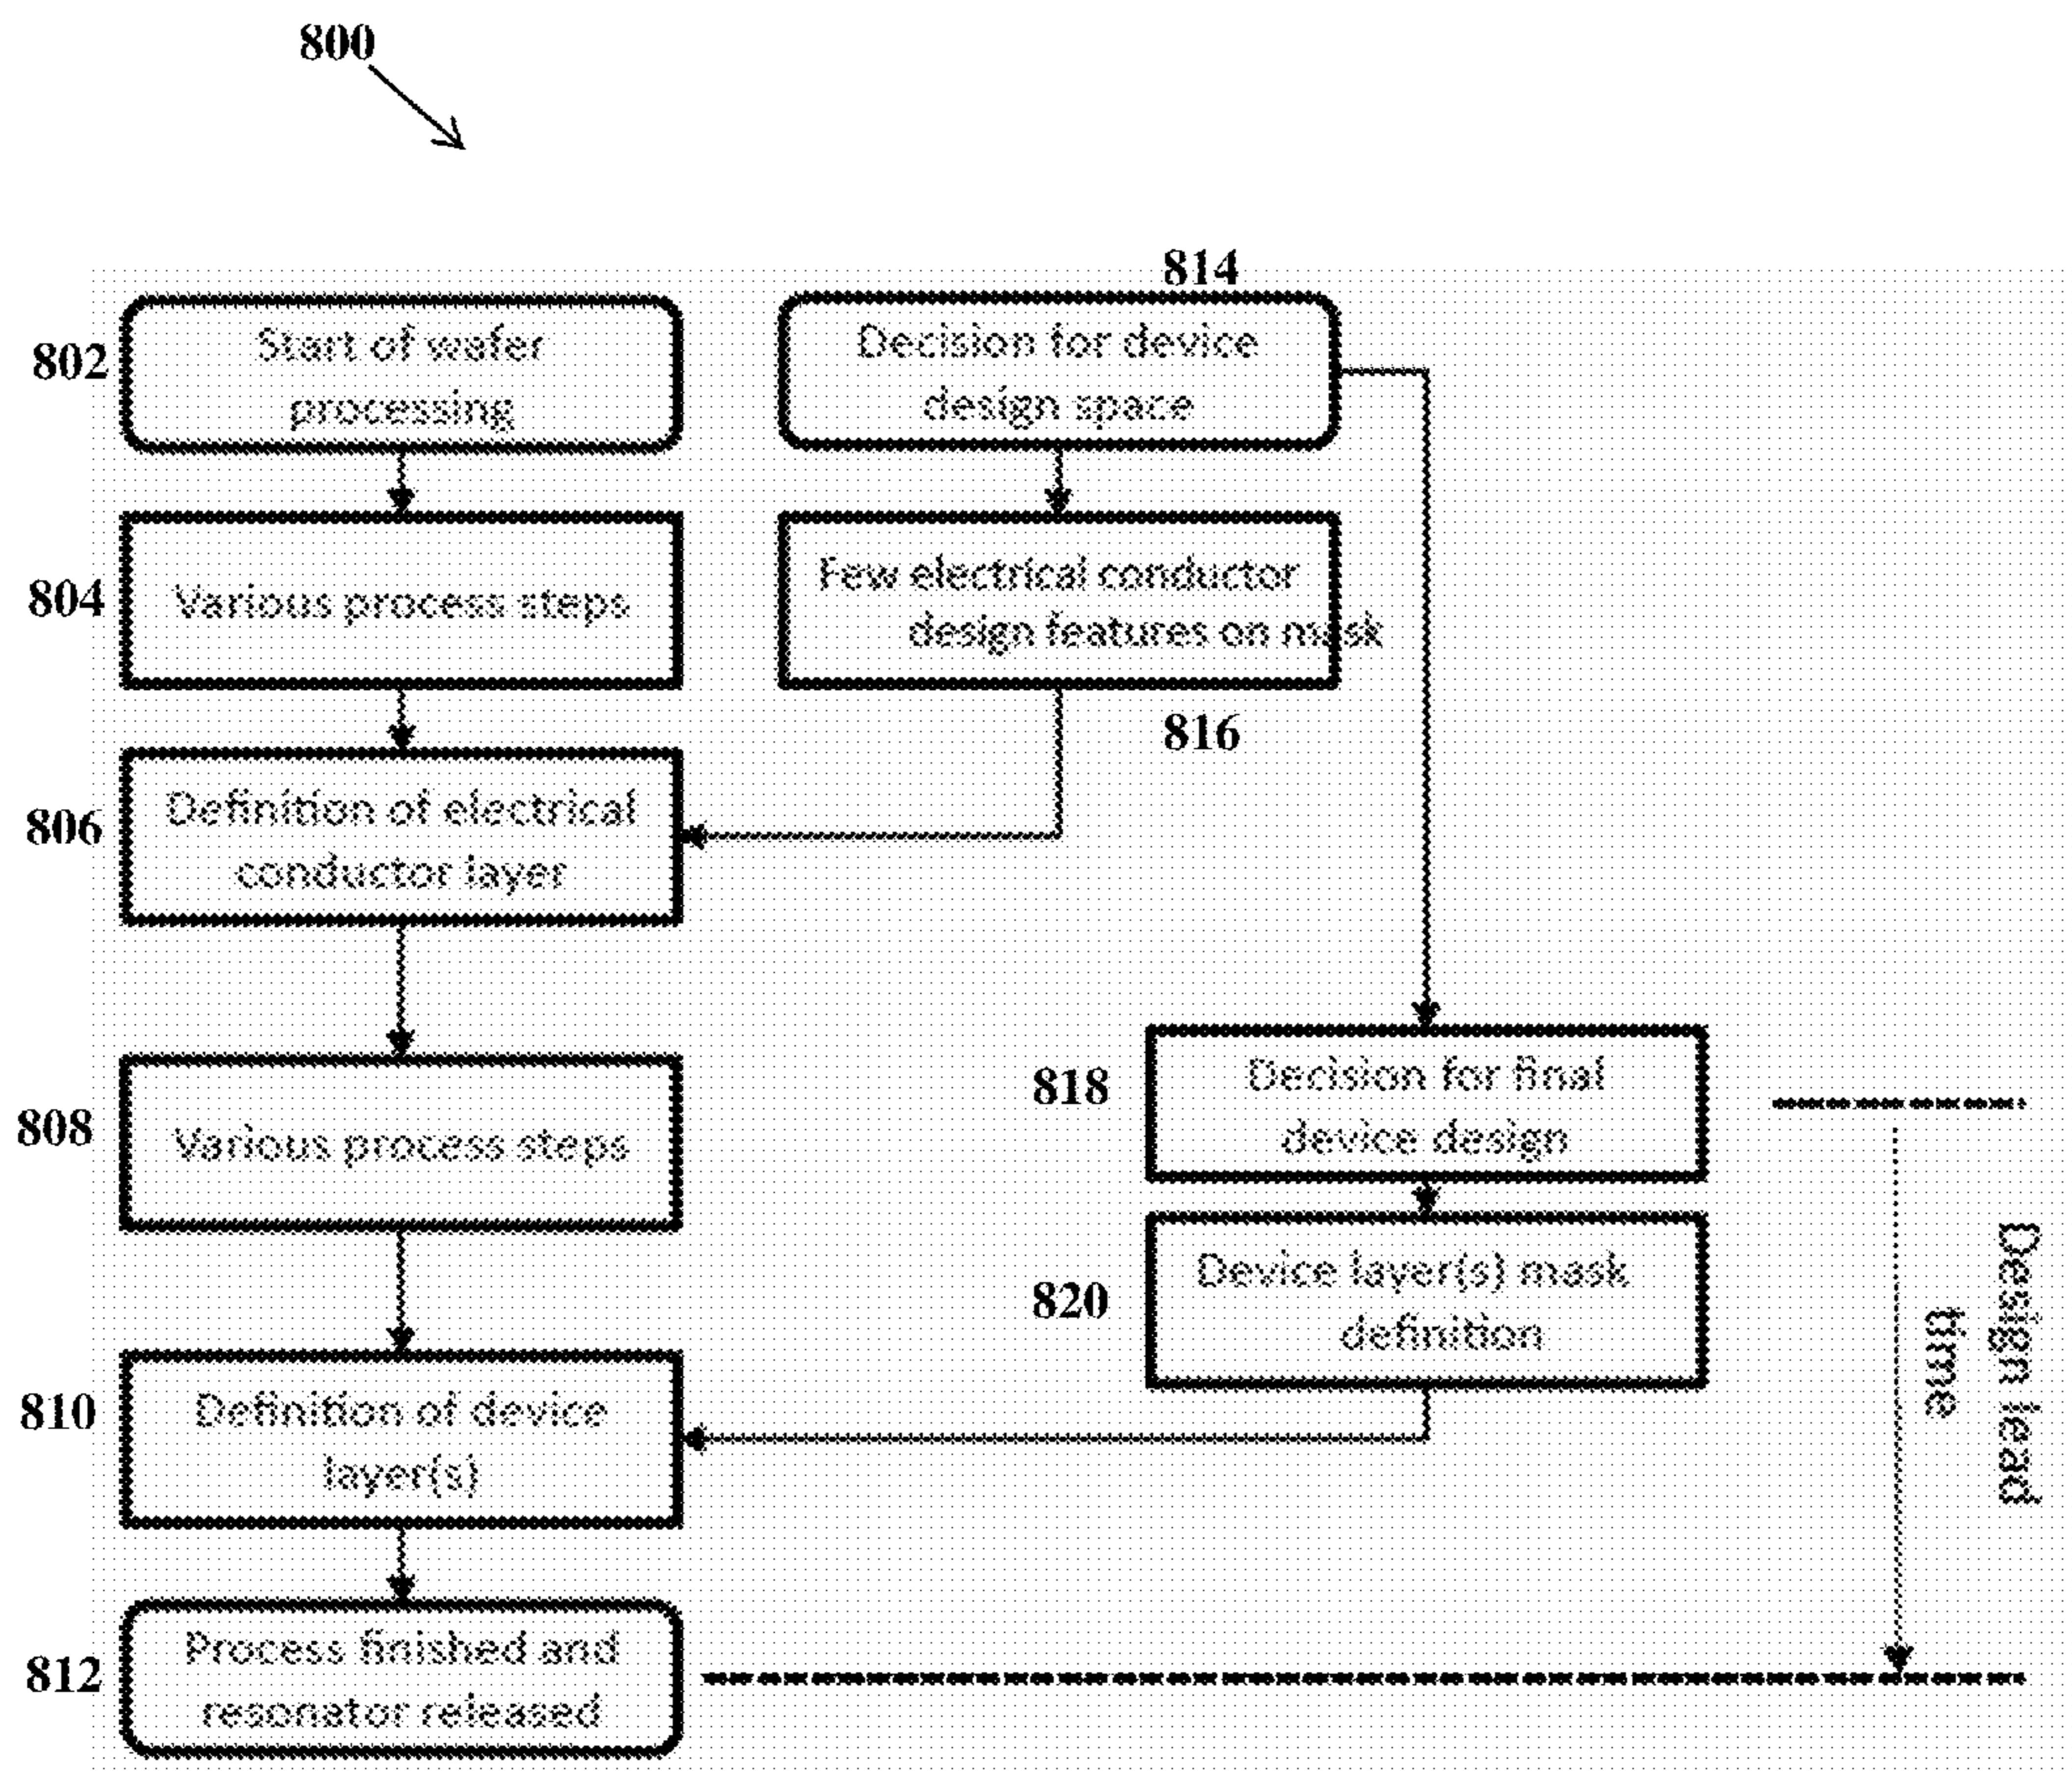 800
814
802
Start of wafer
processing
Decision for device
design space
804
Various process steps
Few electrical conductor
design features on mask
816
806
Definition of electrical
conductor layer
808
Various process steps
818
Decision for final
device design
820
Device layer(s) mask
definition
Design lead
time
810
Definition of device
layer(s)
812
Process finished and
resonator released